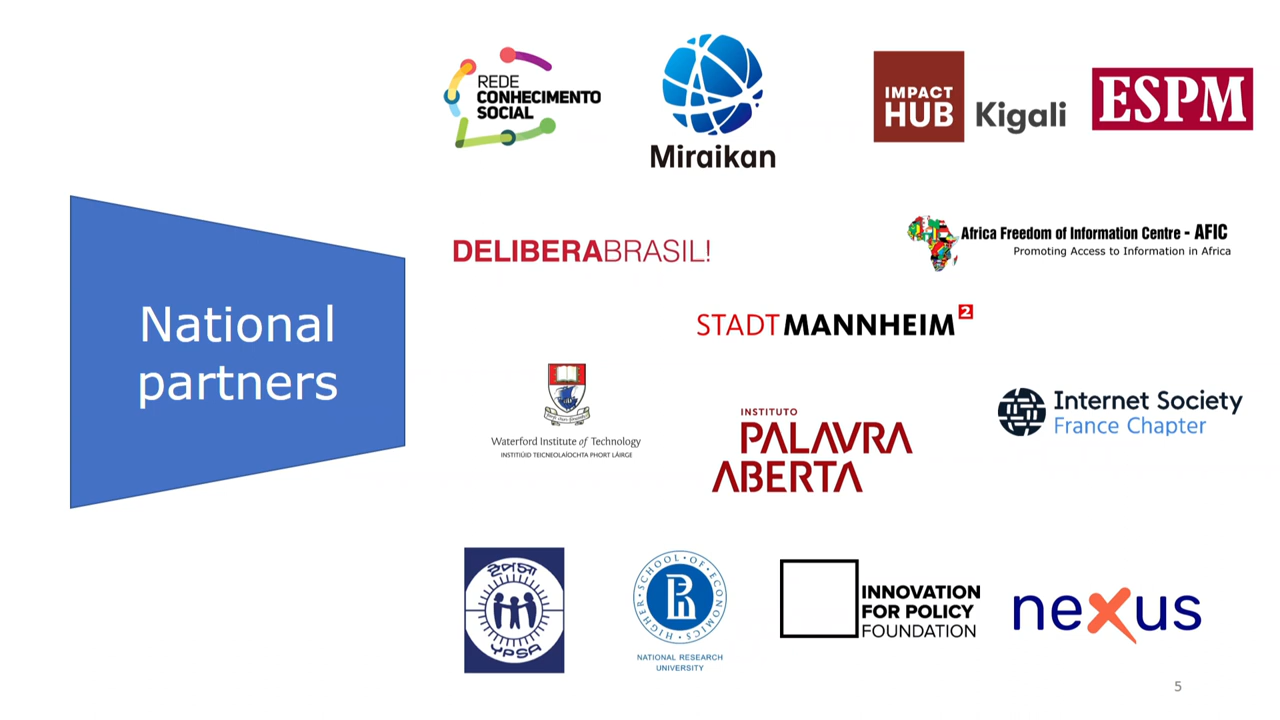 National
partners
REDE
CONHECIMENTO
SOCIAL
Miraikan
IMPACT
HUB
Kigali
ESPM
DELIBERABRASIL!
Africa Freedom of Information Centre - AFIC
Promoting Access to Information in Africa
STADTMANNHEIM2
Waterford Institute of Technology
INSTITIÚID TEICNEOLAÍOCHTA PHORT LÁIRGE
INSTITUTO
PALAVRA
ABERTA
Internet Society
France Chapter
ইপসা
YPSA
HIGHER · SCHOOL · OF · ECONOMICS
NATIONAL RESEARCH
UNIVERSITY
INNOVATION
FOR POLICY
FOUNDATION
nexus
5